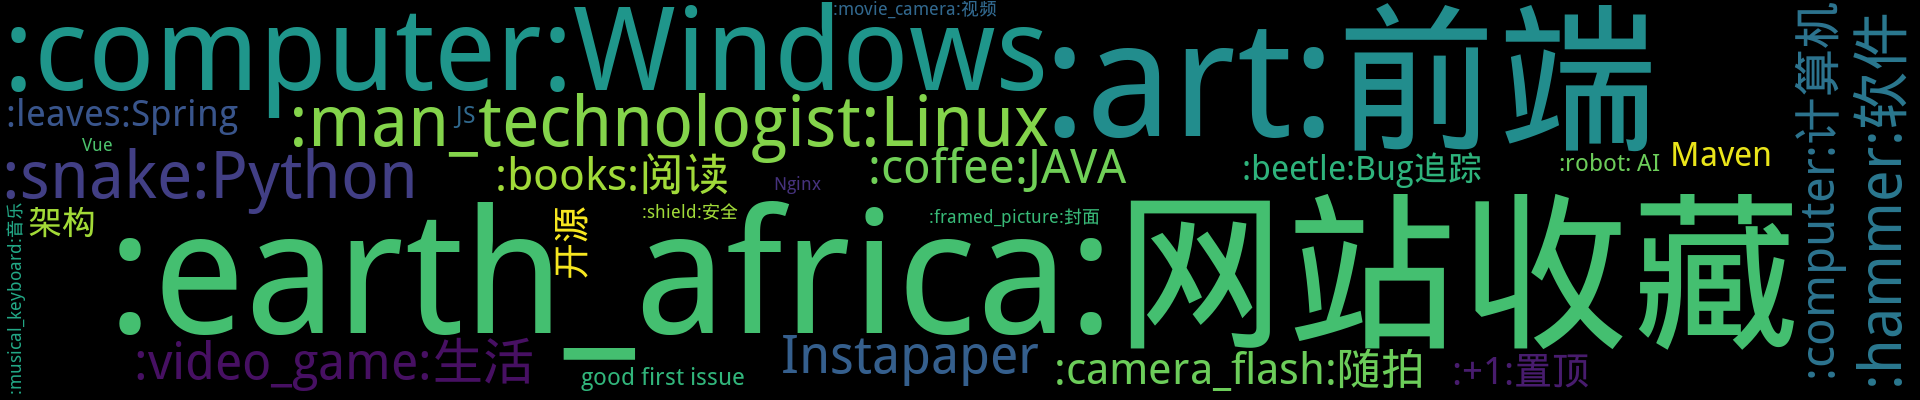 :movie_camera:视频
:computer:Windows
:art:前端
:computer:计算机
:hammer:软件
:leaves:Spring
:man_technologist:Linux
JS
Vue
:snake:Python
:books:阅读
Nginx
:coffee:JAVA
:beetle:Bug追踪
:robot: AI
Maven
:musical_keyboard:音乐
架构
:earth_africa:网站收藏
开源
:shield:安全
:framed_picture:封面
:video_game:生活
good first issue
Instapaper
:camera_flash:随拍
:+1:置顶